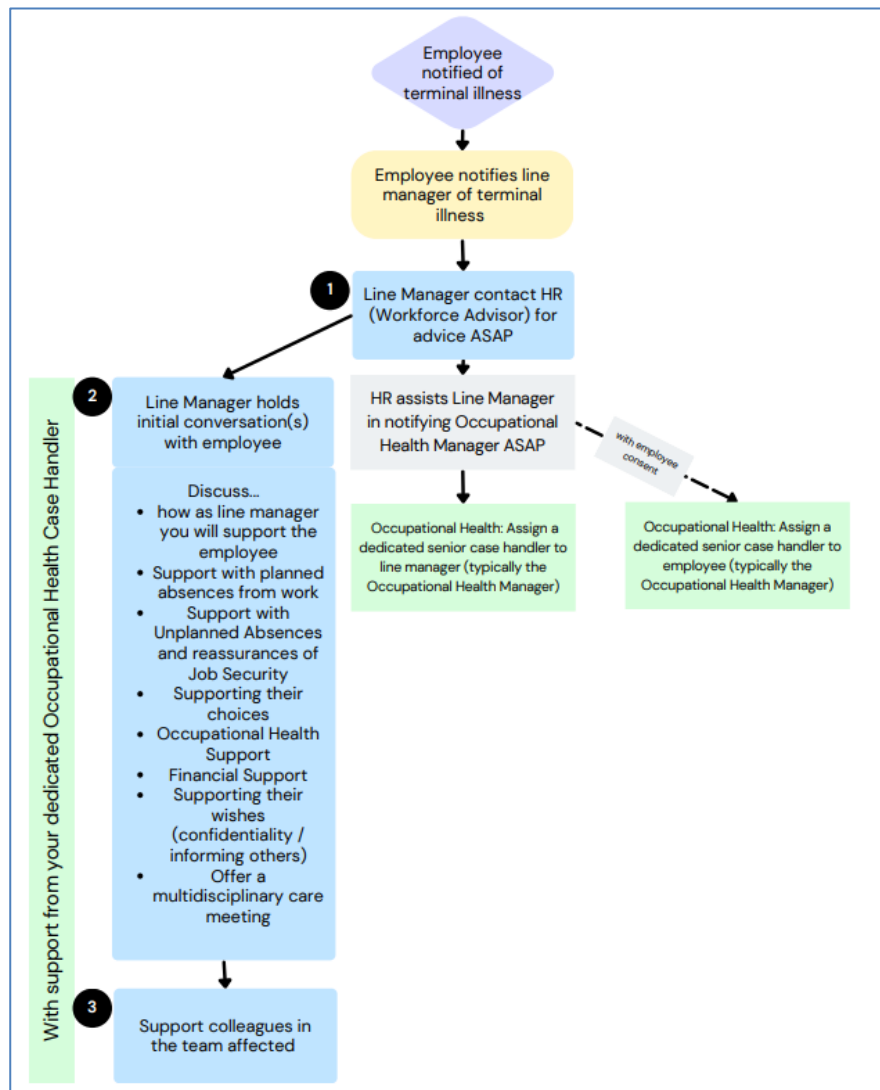 Employee
notified of
terminal illness
Employee notifies line
manager of terminal
illness
1
Line Manager contact HR
(Workforce Advisor) for
advice ASAP
2
Line Manager holds
initial conversation(s)
with employee
HR assists Line Manager
in notifying Occupational
Health Manager ASAP
with employee
consent
Occupational Health: Assign a
dedicated senior case handler to
line manager (typically the
Occupational Health Manager)
Occupational Health: Assign a
dedicated senior case handler to
employee (typically the
Occupational Health Manager)
With support from your dedicated Occupational Health Case Handler
Discuss...
• how as line manager
you will support the
employee
• Support with planned
absences from work
• Support with
Unplanned Absences
and reassurances of
Job Security
• Supporting their
choices
• Occupational Health
Support
• Financial Support
• Supporting their
wishes
(confidentiality /
informing others)
• Offer a
multidisciplinary care
meeting
3
Support colleagues in
the team affected